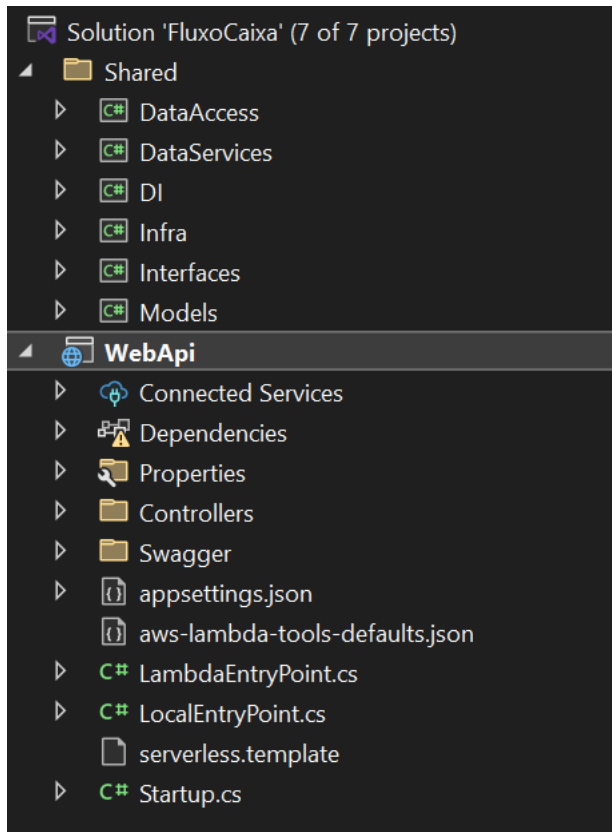 Solution 'FluxoCaixa' (7 of 7 projects)
Shared
C# DataAccess
C# DataServices
C# DI
C# Infra
C# Interfaces
C# Models
WebApi
Connected Services
Dependencies
Properties
Controllers
Swagger
appsettings.json
aws-lambda-tools-defaults.json
C# LambdaEntryPoint.cs
C# LocalEntryPoint.cs
serverless.template
C# Startup.cs